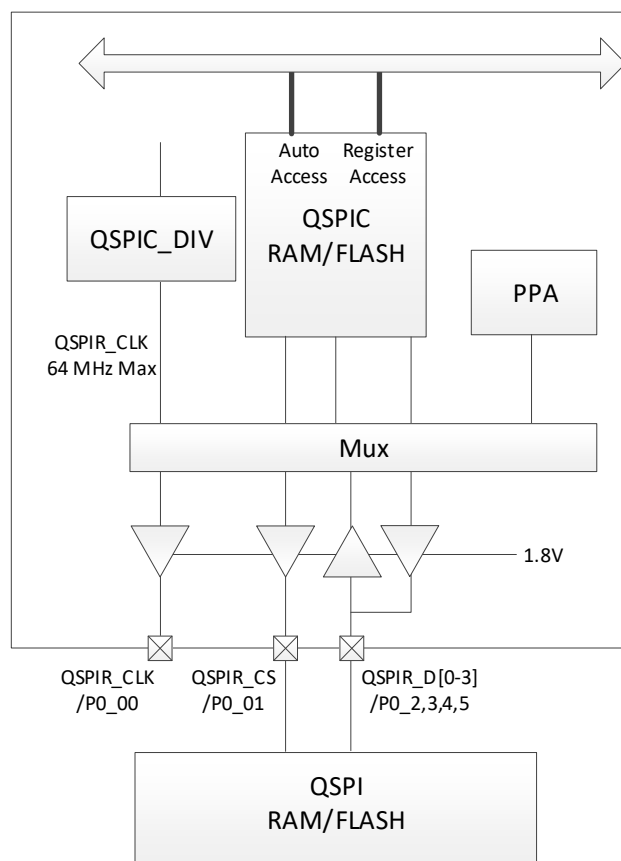 Auto Register
Access Access
QSPIC
RAM/FLASH
QSPIC_DIV
PPA
QSPIR_CLK
64 MHz Max
Mux
1.8V
QSPIR_CLK
/P0_00
QSPIR_CS
/P0_01
QSPIR_D[0-3]
/P0_2,3,4,5
QSPI
RAM/FLASH